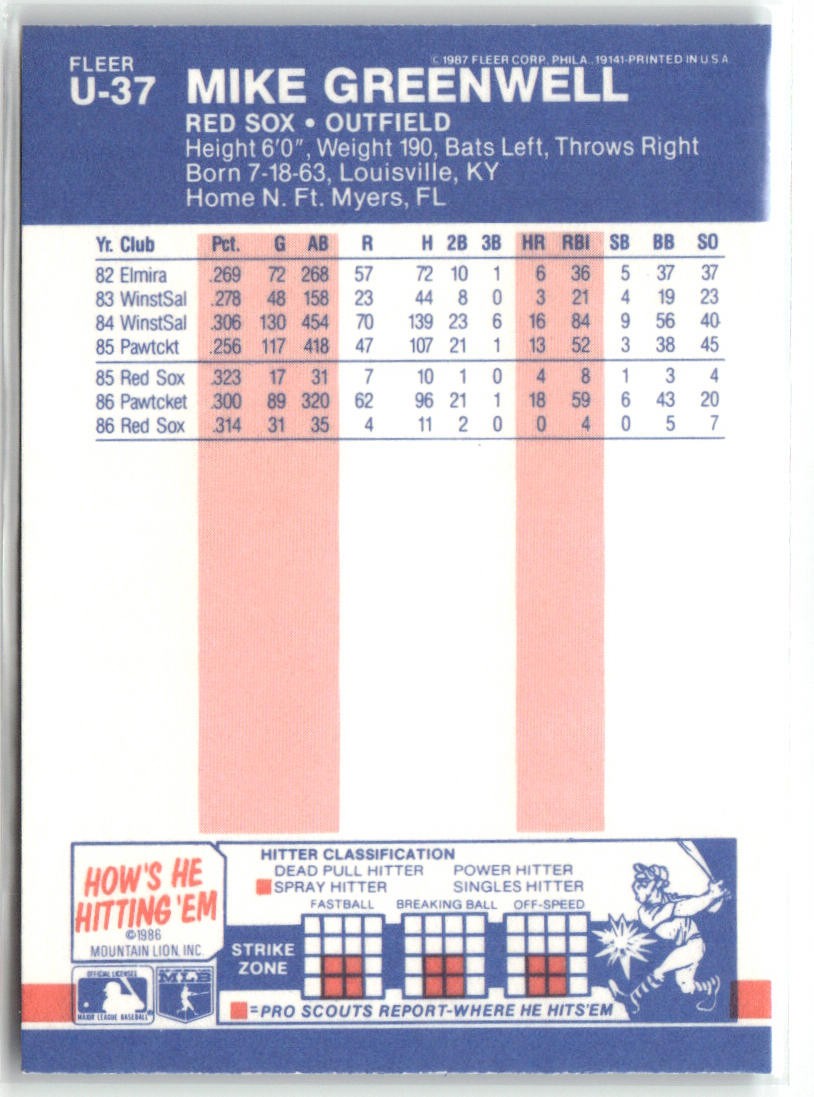 FLEER
U-37
© 1987 FLEER CORP. PHILA., 19141-PRINTED IN U.S.A.
MIKE GREENWELL
RED SOX • OUTFIELD
Height 6'0", Weight 190, Bats Left, Throws Right
Born 7-18-63, Louisville, KY
Home N. Ft. Myers, FL
Yr. Club Pct. G AB R H 2B 3B HR RBI SB BB SO
82 Elmira .269 72 268 57 72 10 1 6 36 5 37 37
83 WinstSal .278 48 158 23 44 8 0 3 21 4 19 23
84 WinstSal .306 130 454 70 139 23 6 16 84 9 56 40
85 Pawtckt .256 117 418 47 107 21 1 13 52 3 38 45
85 Red Sox .323 17 31 7 10 1 0 4 8 1 3 4
86 Pawtcket .300 89 320 62 96 21 1 18 59 6 43 20
86 Red Sox .314 31 35 4 11 2 0 0 4 0 5 7
HOW'S HE
HITTING 'EM
©1986
MOUNTAIN LION, INC.
OFFICIAL LICENSEE
MAJOR LEAGUE BASEBALL
MLB
HITTER CLASSIFICATION
DEAD PULL HITTER POWER HITTER
SPRAY HITTER SINGLES HITTER
FASTBALL BREAKING BALL OFF-SPEED
STRIKE
ZONE
=PRO SCOUTS REPORT-WHERE HE HITS'EM